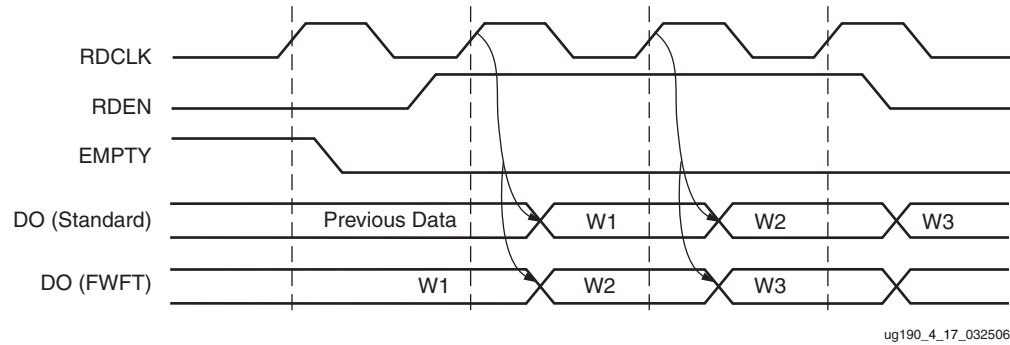 RDCLK
RDEN
EMPTY
DO (Standard) Previous Data W1 W2 W3
DO (FWFT) W1 W2 W3
ug190_4_17_032506